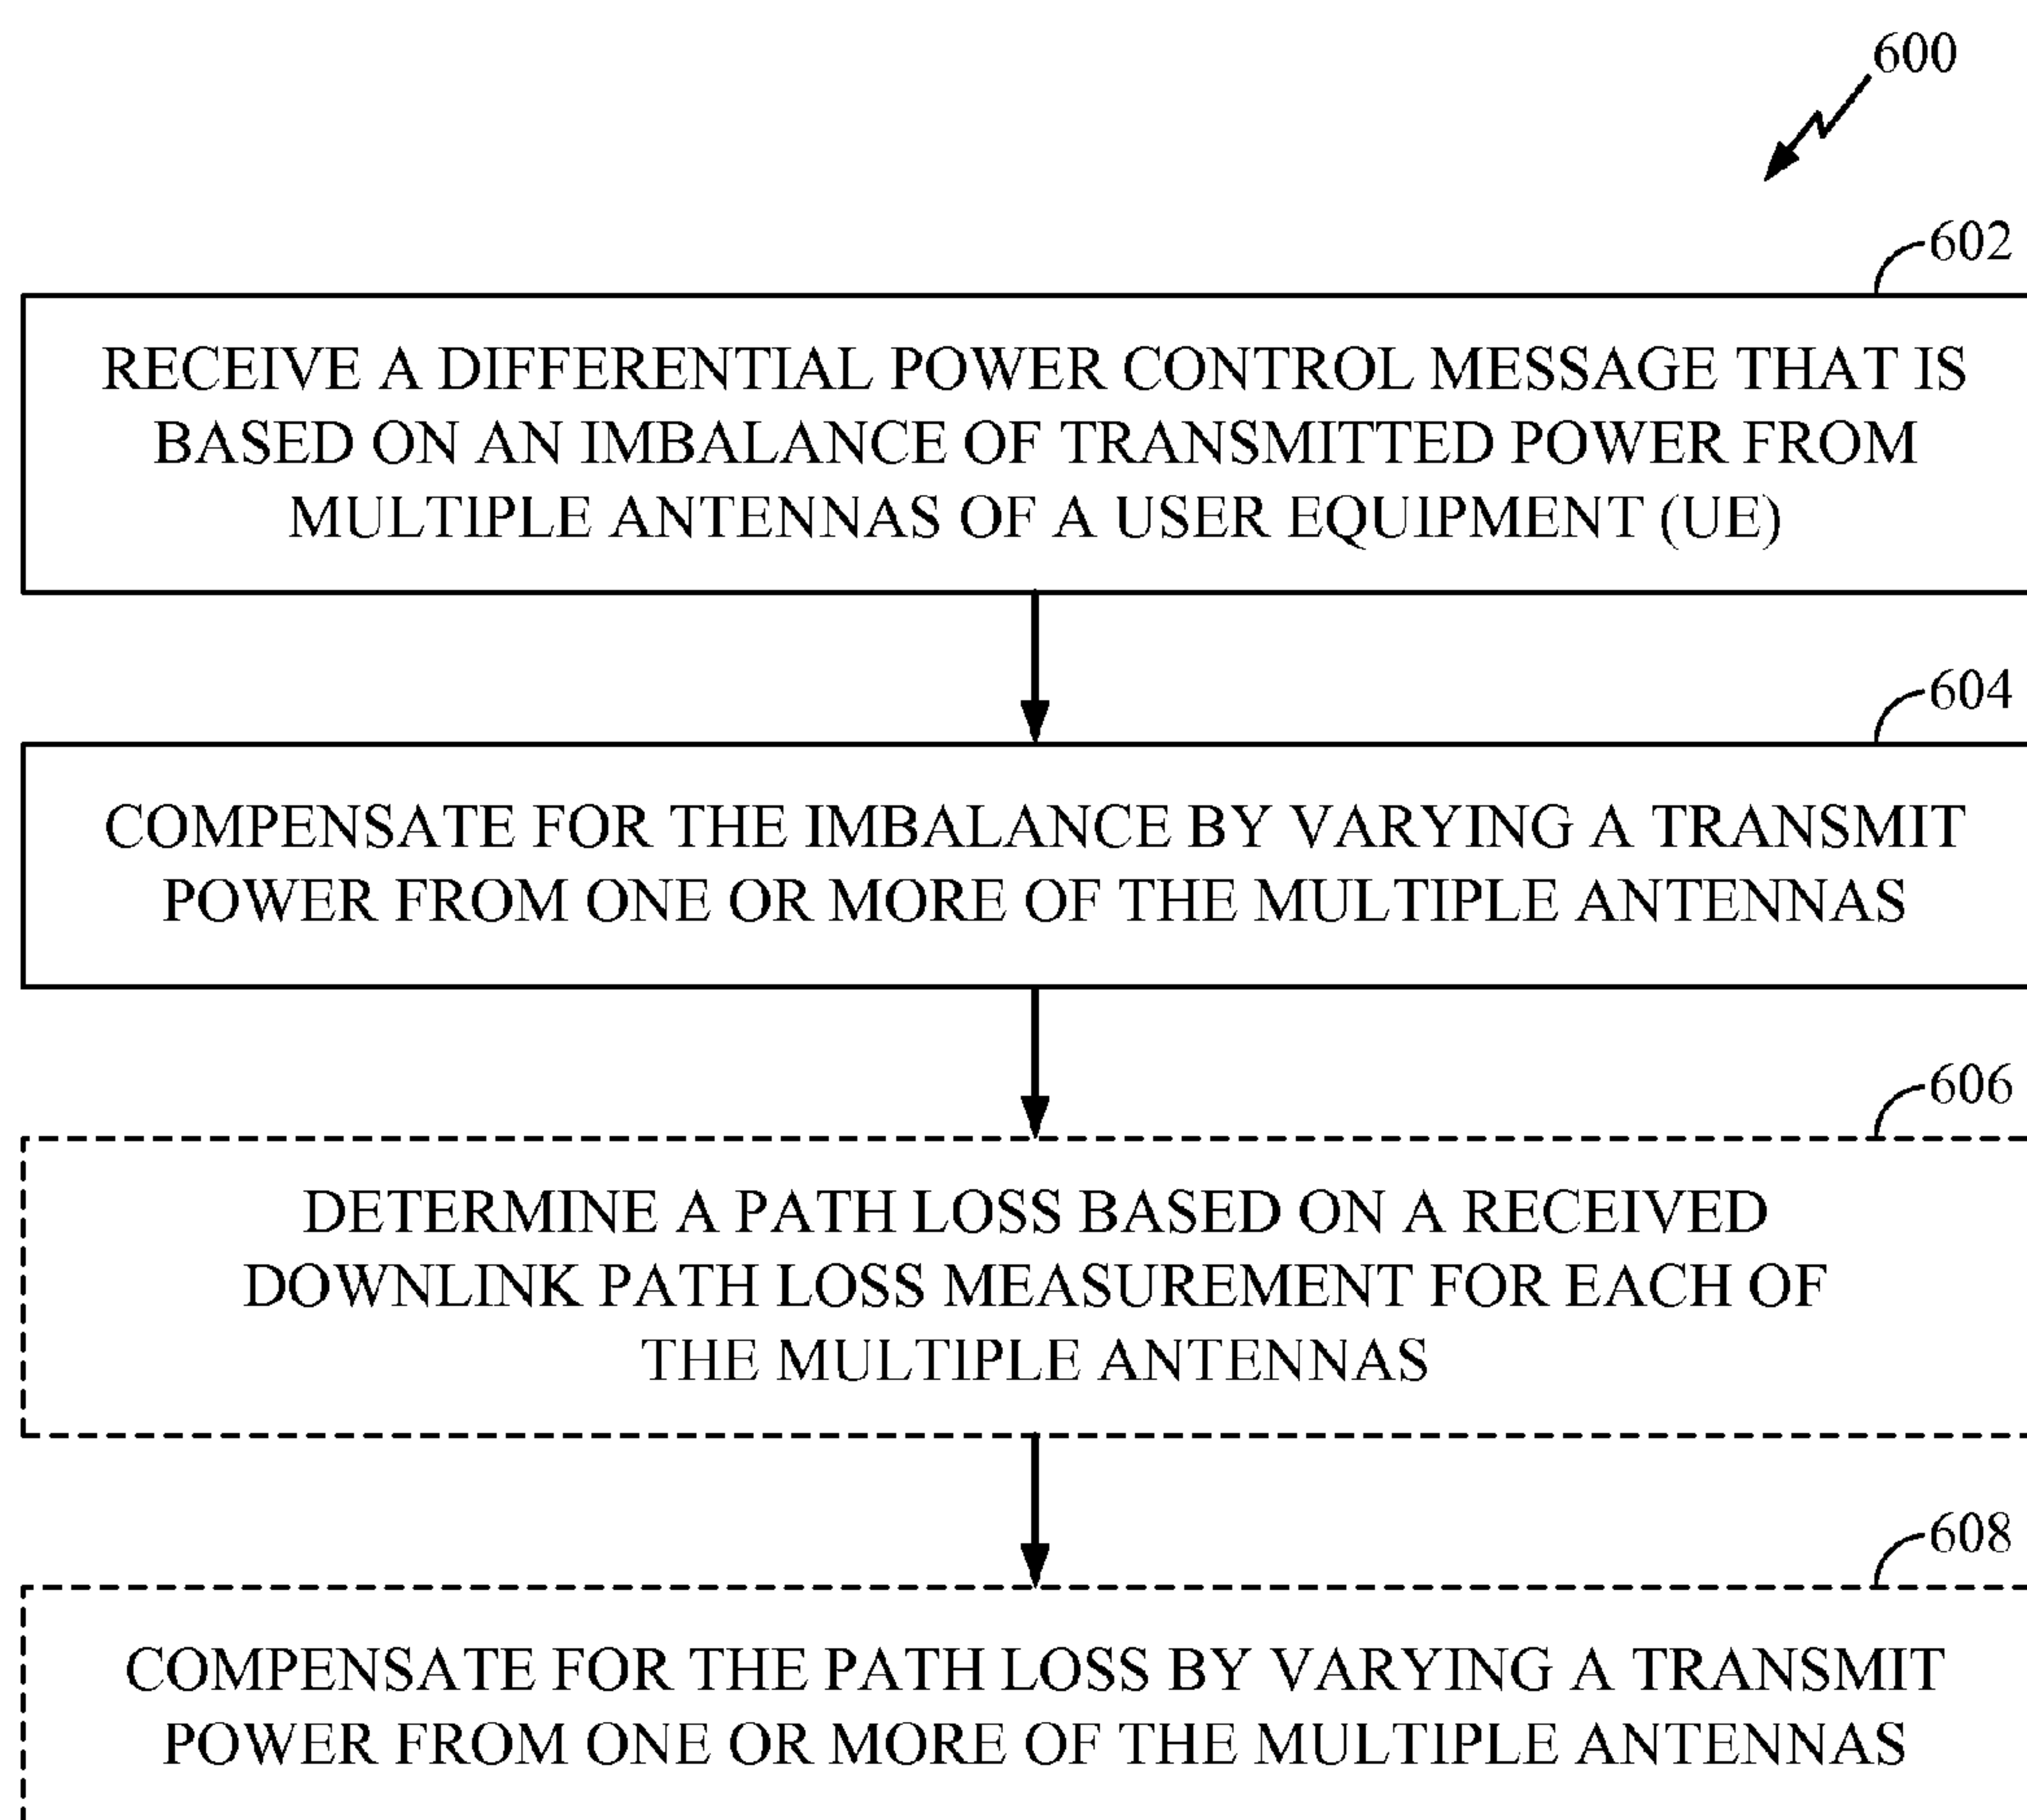 600
602
RECEIVE A DIFFERENTIAL POWER CONTROL MESSAGE THAT IS
BASED ON AN IMBALANCE OF TRANSMITTED POWER FROM
MULTIPLE ANTENNAS OF A USER EQUIPMENT (UE)
604
COMPENSATE FOR THE IMBALANCE BY VARYING A TRANSMIT
POWER FROM ONE OR MORE OF THE MULTIPLE ANTENNAS
606
DETERMINE A PATH LOSS BASED ON A RECEIVED
DOWNLINK PATH LOSS MEASUREMENT FOR EACH OF
THE MULTIPLE ANTENNAS
608
COMPENSATE FOR THE PATH LOSS BY VARYING A TRANSMIT
POWER FROM ONE OR MORE OF THE MULTIPLE ANTENNAS